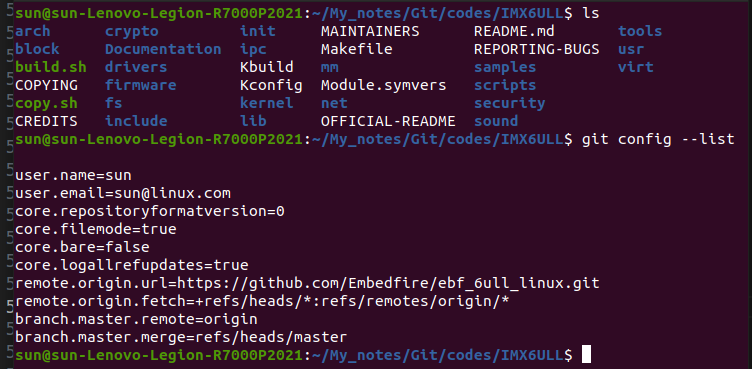 sun@sun-Lenovo-Legion-R7000P2021:~/My_notes/Git/codes/IMX6ULL$ ls
arch crypto init MAINTAINERS README.md tools
block Documentation ipc Makefile REPORTING-BUGS usr
build.sh drivers Kbuild mm samples virt
COPYING firmware Kconfig Module.symvers scripts
copy.sh fs kernel net security
CREDITS include lib OFFICIAL-README sound
sun@sun-Lenovo-Legion-R7000P2021:~/My_notes/Git/codes/IMX6ULL$ git config --list
user.name=sun
user.email=sun@linux.com
core.repositoryformatversion=0
core.filemode=true
core.bare=false
core.logallrefupdates=true
remote.origin.url=https://github.com/Embedfire/ebf_6ull_linux.git
remote.origin.fetch=+refs/heads/*:refs/remotes/origin/*
branch.master.remote=origin
branch.master.merge=refs/heads/master
sun@sun-Lenovo-Legion-R7000P2021:~/My_notes/Git/codes/IMX6ULL$